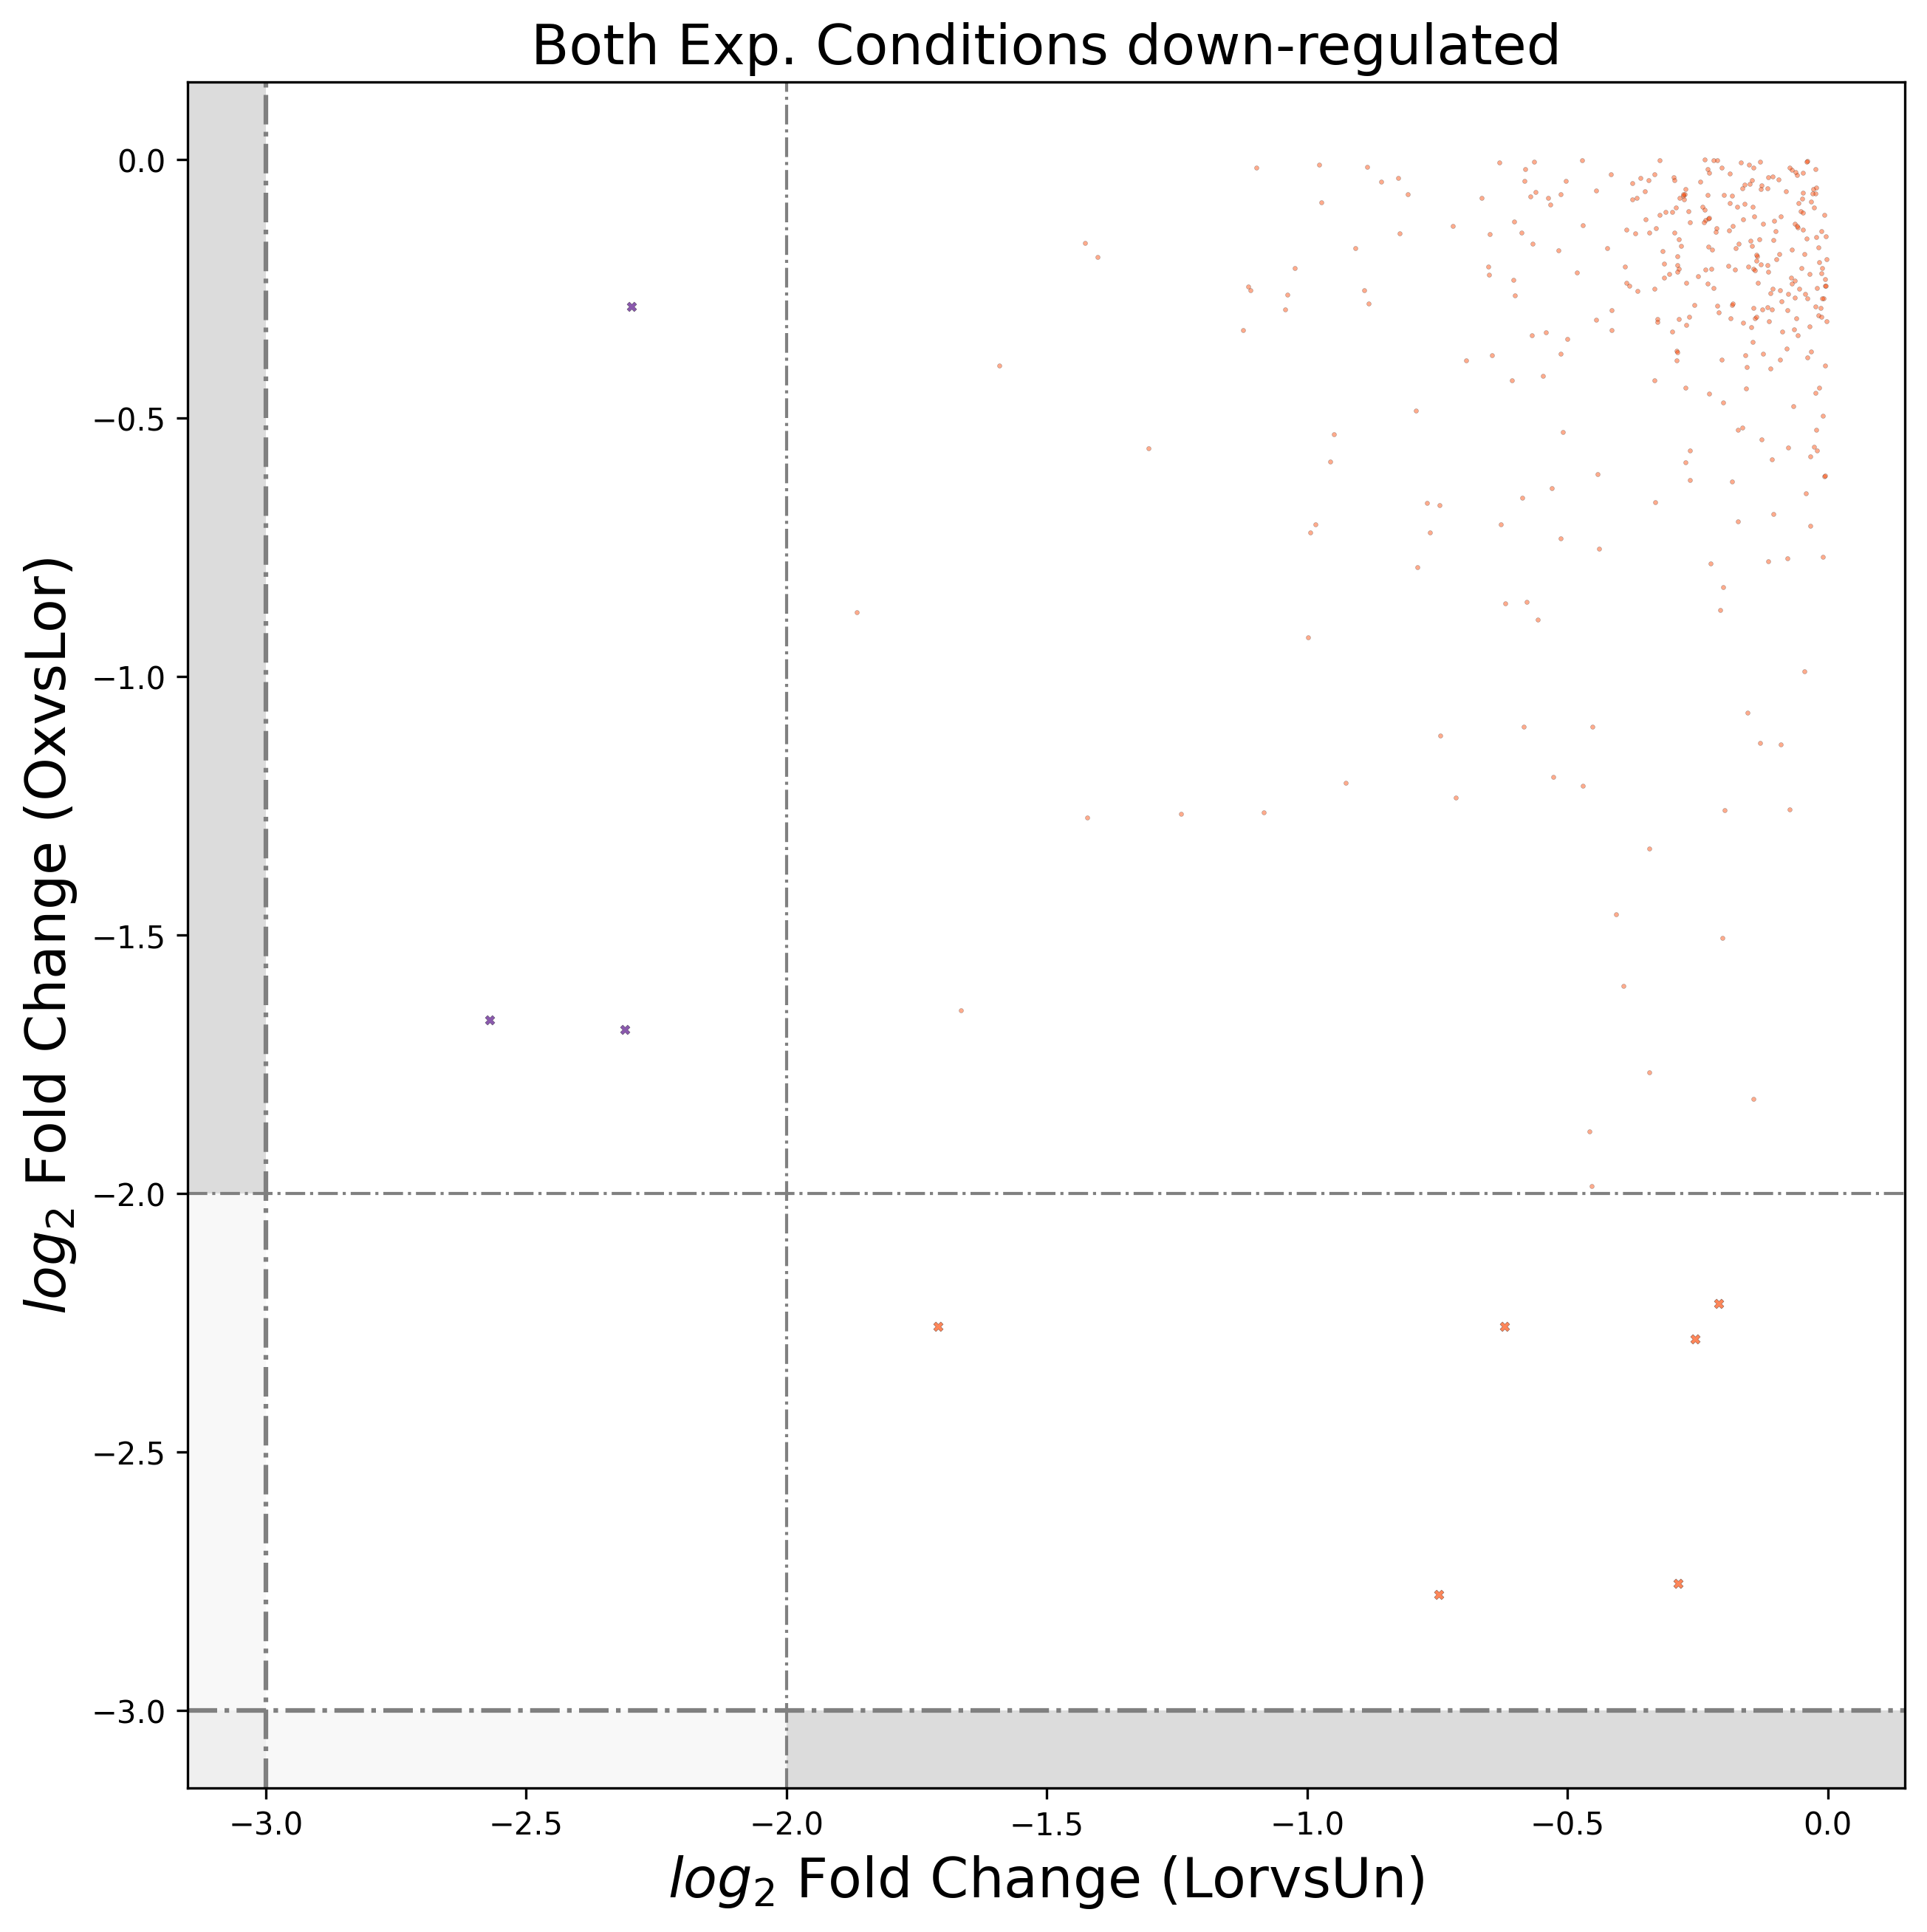 Both Exp. Conditions down-regulated
log2 Fold Change (OxvsLor)
0.0
−0.5
−1.0
−1.5
−2.0
−2.5
−3.0
−3.0 −2.5 −2.0 −1.5 −1.0 −0.5 0.0
log2 Fold Change (LorvsUn)